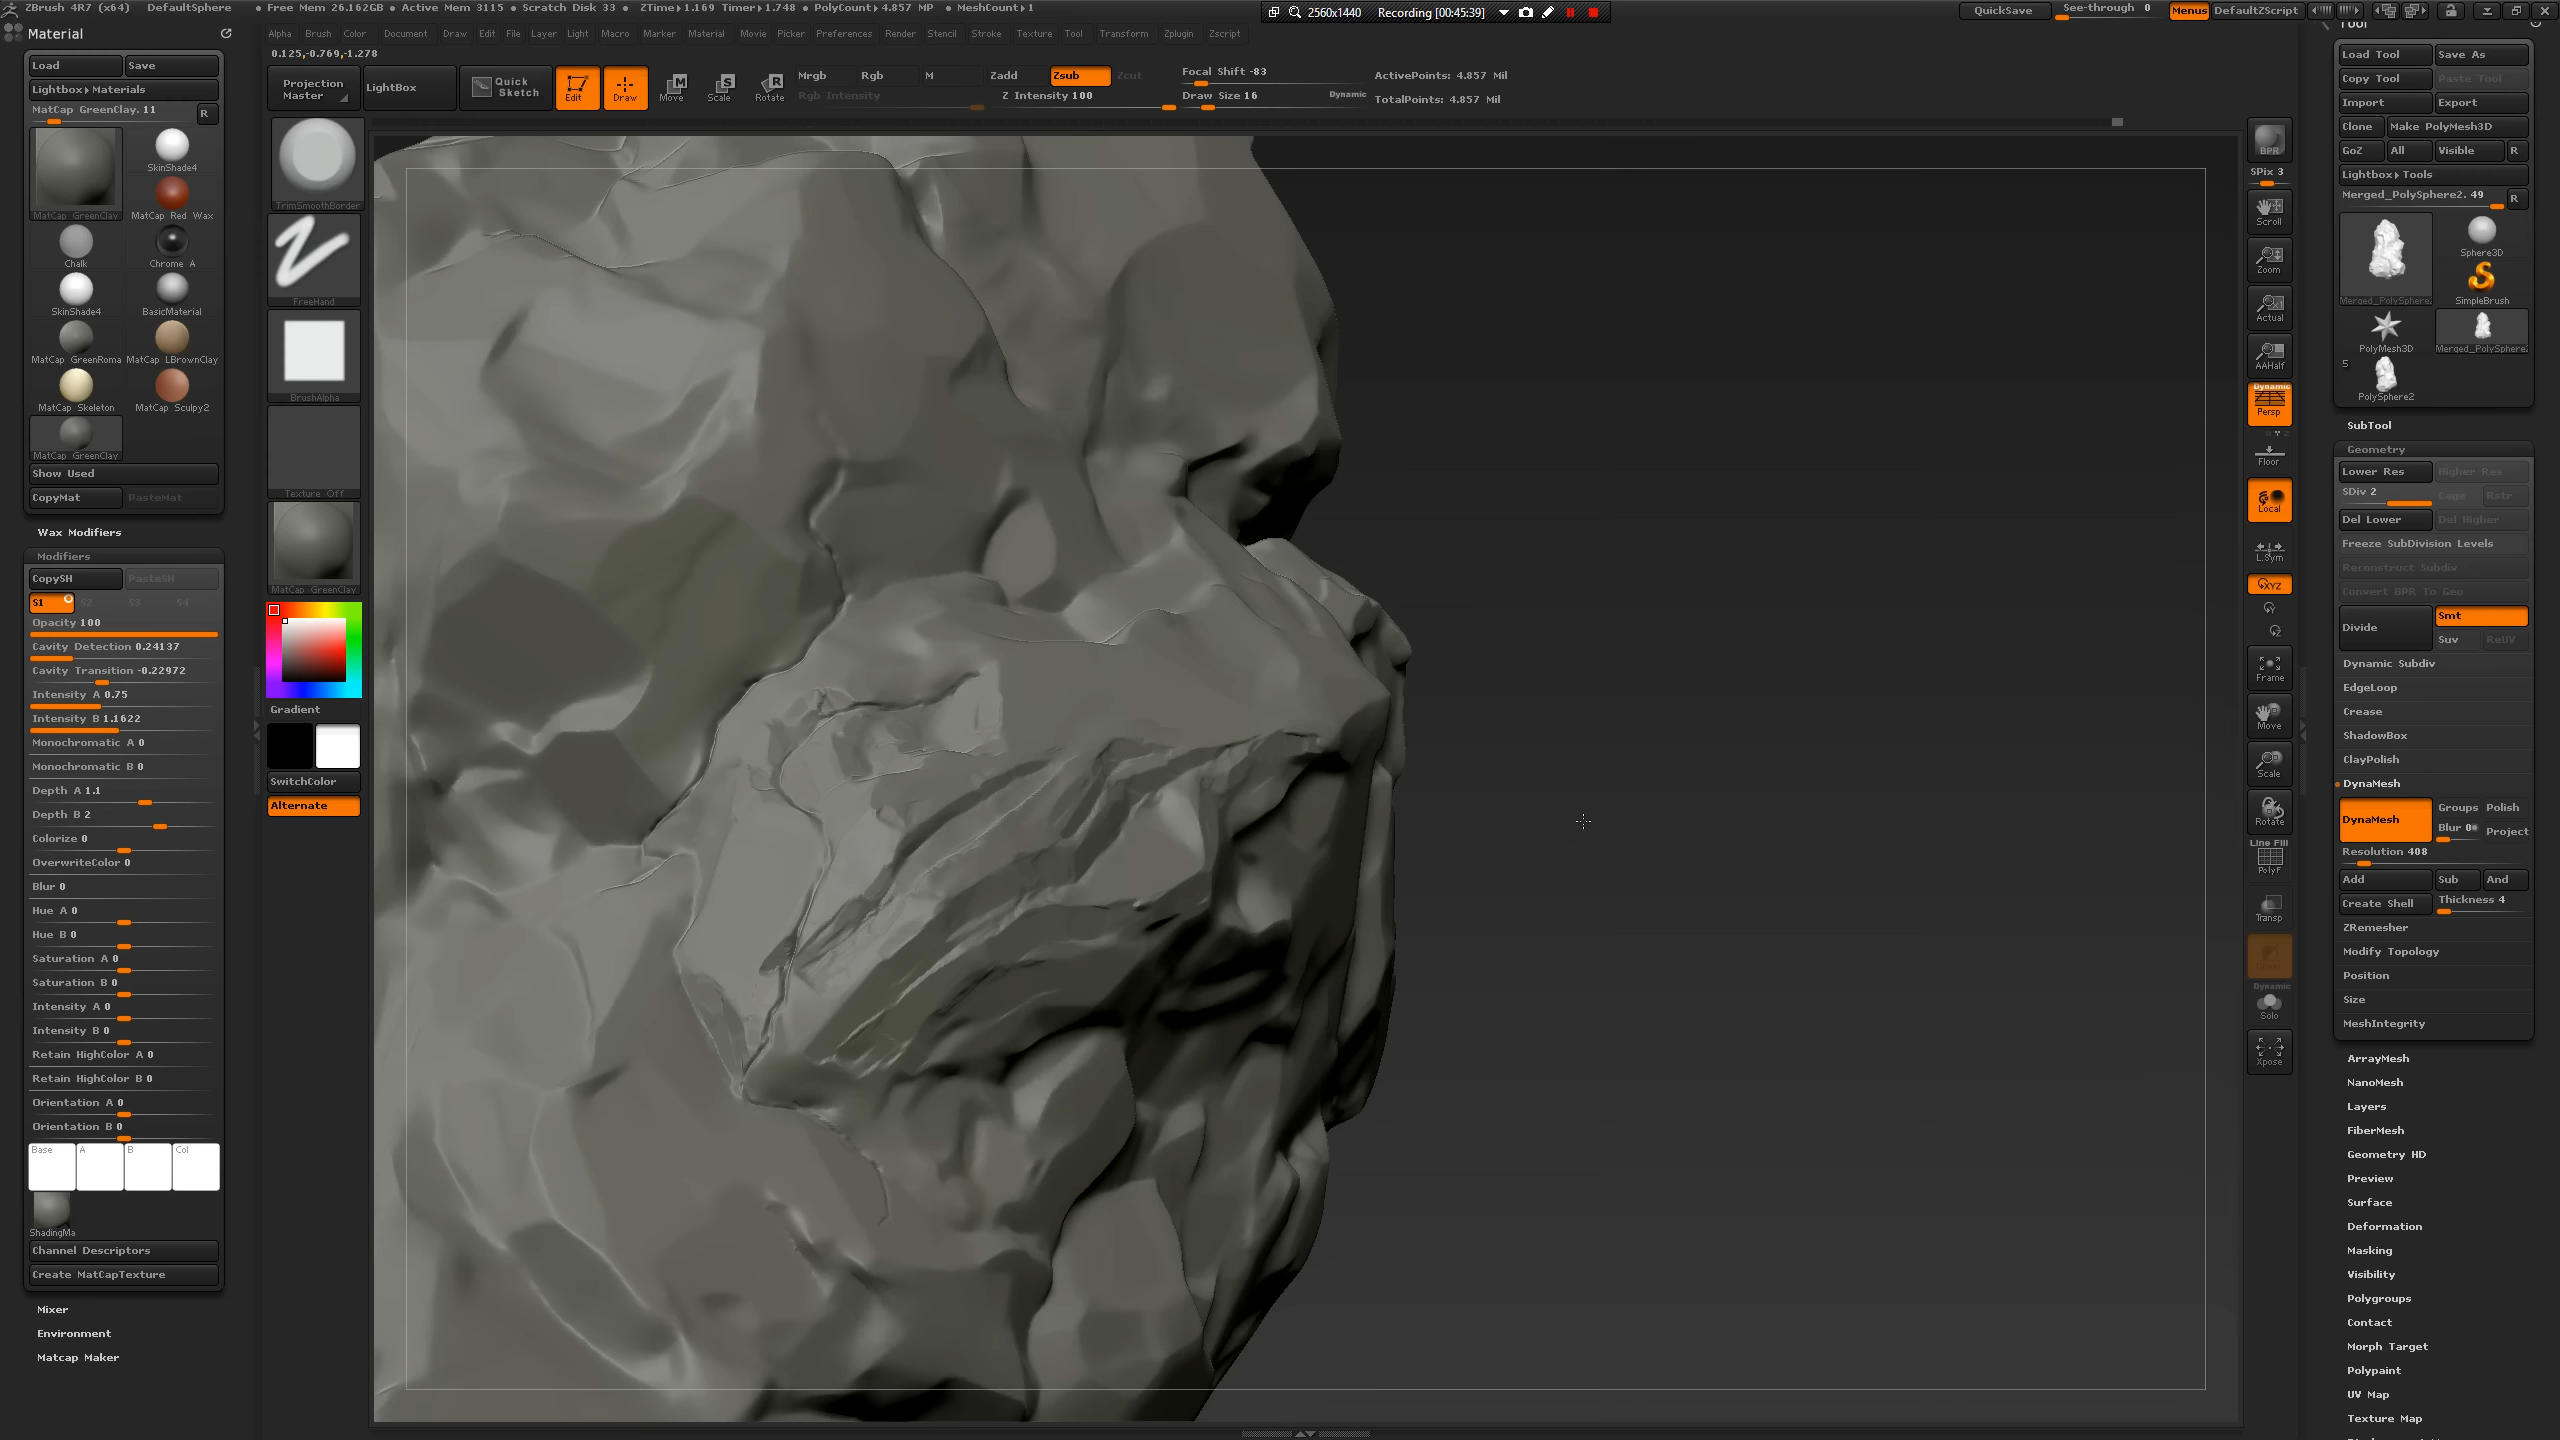 ZBrush 4R7 (x64) DefaultSphere • Free Mem 26.162GB • Active Mem 3115 • Scratch Disk 33 • ZTime▸1.169 Timer▸1.748 • PolyCount▸4.857 MP • MeshCount▸1
2560x1440 Recording [00:45:39]
QuickSave See-through 0 Menus DefaultZScript
Material
Load Save
Lightbox▸Materials
MatCap GreenClay. 11 R
MatCap GreenClay
SkinShade4
MatCap Red Wax
Chalk Chrome A
SkinShade4 BasicMaterial
MatCap GreenRoma MatCap LBrownClay
MatCap Skeleton MatCap Sculpy2
MatCap GreenClay
Show Used
CopyMat PasteMat
Wax Modifiers
Modifiers
CopySH PasteSH
S1 S2 S3 S4
Opacity 100
Cavity Detection 0.24137
Cavity Transition -0.22972
Intensity A 0.75
Intensity B 1.1622
Monochromatic A 0
Monochromatic B 0
Depth A 1.1
Depth B 2
Colorize 0
OverwriteColor 0
Blur 0
Hue A 0
Hue B 0
Saturation A 0
Saturation B 0
Intensity A 0
Intensity B 0
Retain HighColor A 0
Retain HighColor B 0
Orientation A 0
Orientation B 0
Base A B Col
ShadingMa
Channel Descriptors
Create MatCapTexture
Mixer
Environment
Matcap Maker
Alpha Brush Color Document Draw Edit File Layer Light Macro Marker Material Movie Picker Preferences Render Stencil Stroke Texture Tool Transform Zplugin Zscript
0.125,-0.769,-1.278
Projection Master
LightBox
Quick Sketch
Edit Draw Move Scale Rotate
Mrgb Rgb M
Rgb Intensity
Zadd Zsub Zcut
Z Intensity 100
Focal Shift -83
Draw Size 16 Dynamic
ActivePoints: 4.857 Mil
TotalPoints: 4.857 Mil
TrimSmoothBorder
FreeHand
BrushAlpha
Texture Off
MatCap GreenClay
Gradient
SwitchColor
Alternate
BPR
SPix 3
Scroll
Zoom
Actual
AAHalf
Dynamic
Persp
Floor
Local
L.Sym
XYZ
Frame
Move
Scale
Rotate
Line Fill
PolyF
Transp
Dynamic
Solo
Xpose
Tool
Load Tool Save As
Copy Tool Paste Tool
Import Export
Clone Make PolyMesh3D
GoZ All Visible R
Lightbox▸Tools
Merged_PolySphere2. 49 R
Merged_PolySphere2
Sphere3D
SimpleBrush
PolyMesh3D Merged_PolySphere2
5
PolySphere2
SubTool
Geometry
Lower Res Higher Res
SDiv 2 Cage Rstr
Del Lower Del Higher
Freeze SubDivision Levels
Reconstruct Subdiv
Convert BPR To Geo
Divide Smt
Suv ReUV
Dynamic Subdiv
EdgeLoop
Crease
ShadowBox
ClayPolish
DynaMesh
DynaMesh Groups Polish
Blur 0 Project
Resolution 408
Add Sub And
Create Shell Thickness 4
ZRemesher
Modify Topology
Position
Size
MeshIntegrity
ArrayMesh
NanoMesh
Layers
FiberMesh
Geometry HD
Preview
Surface
Deformation
Masking
Visibility
Polygroups
Contact
Morph Target
Polypaint
UV Map
Texture Map